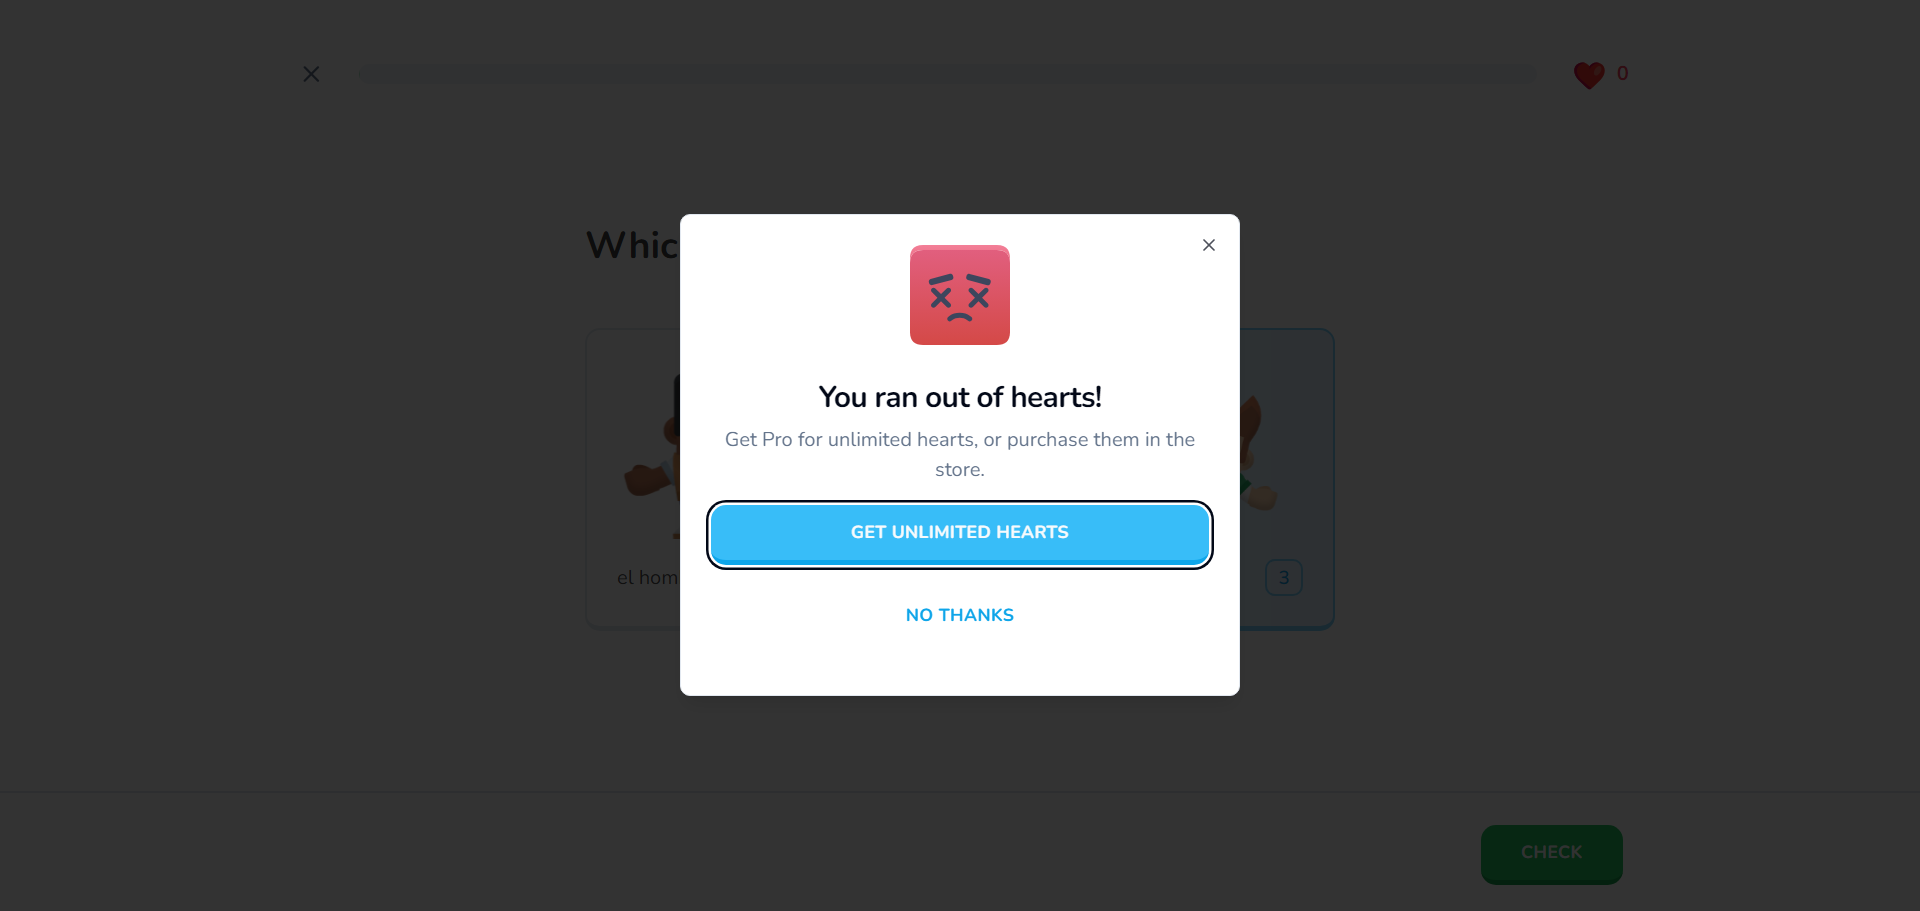 0
Whic
You ran out of hearts!
Get Pro for unlimited hearts, or purchase them in the
store.
GET UNLIMITED HEARTS
el hom
3
NO THANKS
CHECK